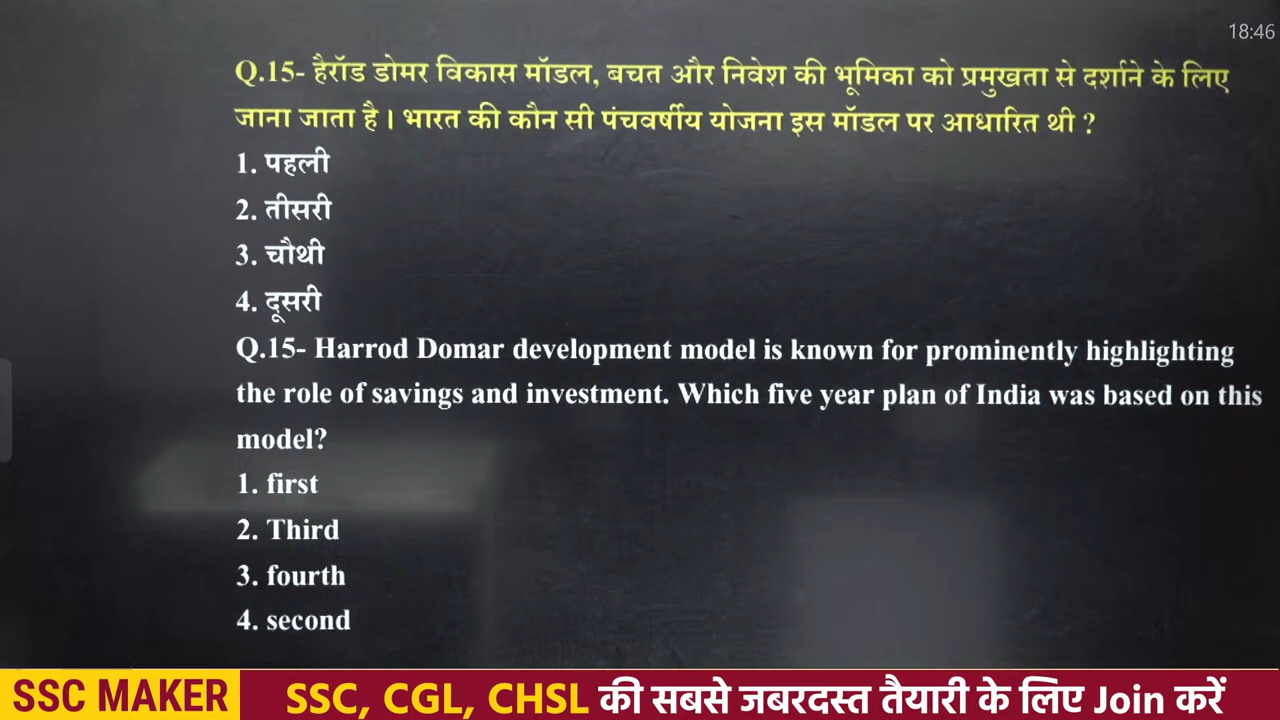 18:46
Q.15- हैरॉड डोमर विकास मॉडल, बचत और निवेश की भूमिका को प्रमुखता से दर्शाने के लिए
जाना जाता है। भारत की कौन सी पंचवर्षीय योजना इस मॉडल पर आधारित थी ?
1. पहली
2. तीसरी
3. चौथी
4. दूसरी
Q.15- Harrod Domar development model is known for prominently highlighting
the role of savings and investment. Which five year plan of India was based on this
model?
1. first
2. Third
3. fourth
4. second
SSC MAKER SSC, CGL, CHSL की सबसे जबरदस्त तैयारी के लिए Join करें